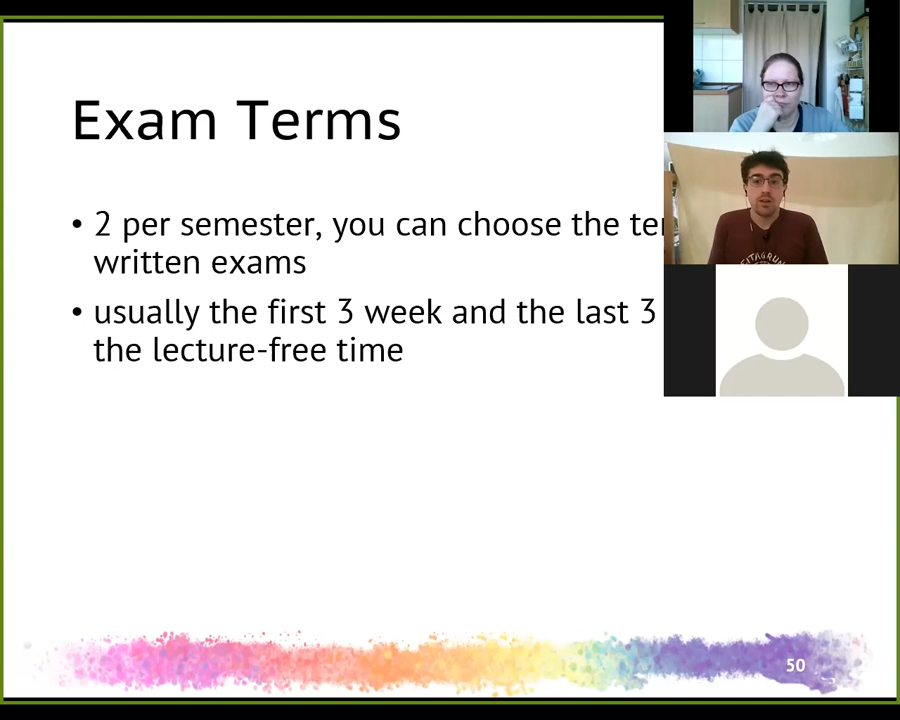 Exam Terms
• 2 per semester, you can choose the
written exams
• usually the first 3 week and the last 3
the lecture-free time
50